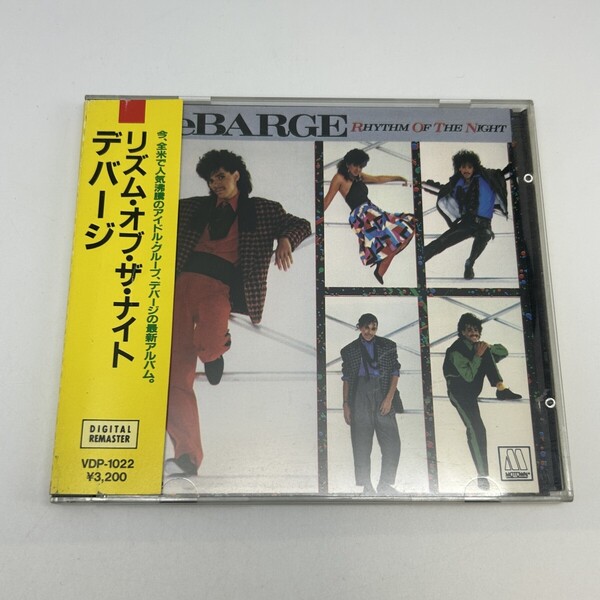 リズム・オブ・ザ・ナイト
デバージ
今、全米で人気沸騰のアイドル・グループ、デバージの最新アルバム。
DIGITAL
REMASTER
VDP-1022
¥3,200
eBARGE RHYTHM OF THE NIGHT
M
MOTOWN